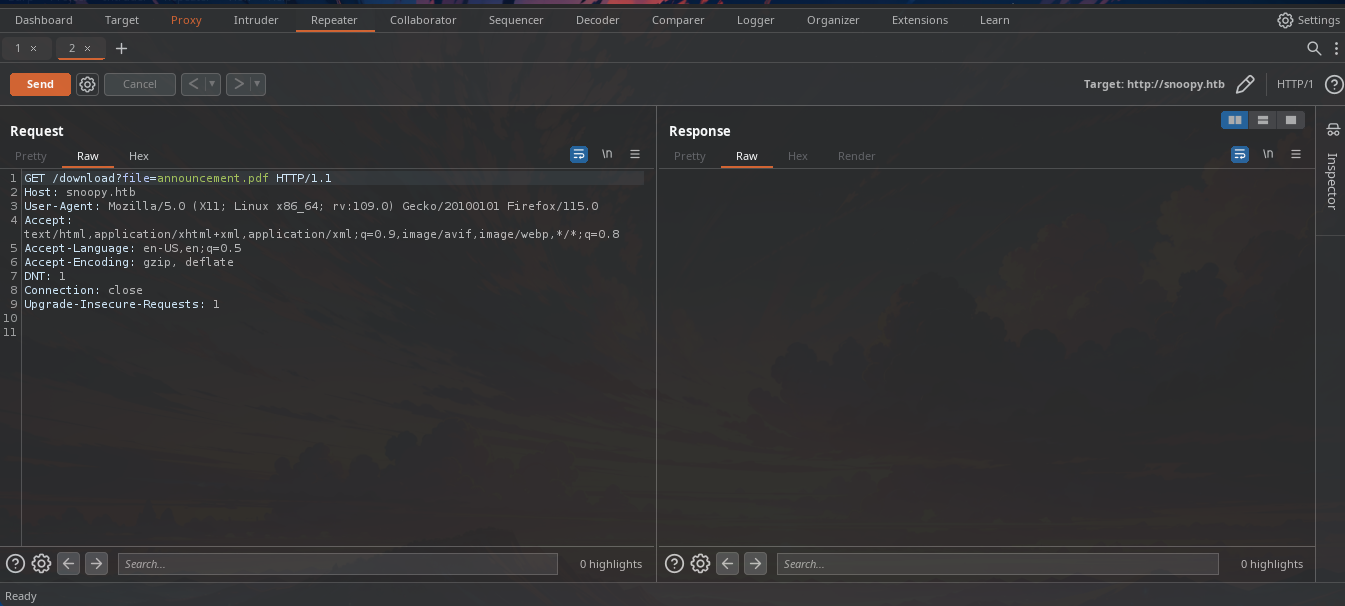 Dashboard Target Proxy Intruder Repeater Collaborator Sequencer Decoder Comparer Logger Organizer Extensions Learn Settings
1 × 2 × +
Send Cancel < > Target: http://snoopy.htb HTTP/1 ?
Request
Pretty Raw Hex \n
1 GET /download?file=announcement.pdf HTTP/1.1
2 Host: snoopy.htb
3 User-Agent: Mozilla/5.0 (X11; Linux x86_64; rv:109.0) Gecko/20100101 Firefox/115.0
4 Accept:
text/html,application/xhtml+xml,application/xml;q=0.9,image/avif,image/webp,*/*;q=0.8
5 Accept-Language: en-US,en;q=0.5
6 Accept-Encoding: gzip, deflate
7 DNT: 1
8 Connection: close
9 Upgrade-Insecure-Requests: 1
10
11
? Search... 0 highlights
Response
Pretty Raw Hex Render \n
? Search... 0 highlights
Inspector
Ready